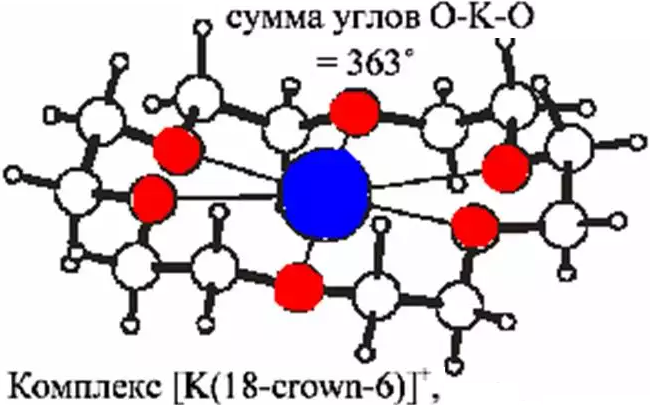 сумма углов O-K-O
= 363°
Комплекс [K(18-crown-6)]⁺,